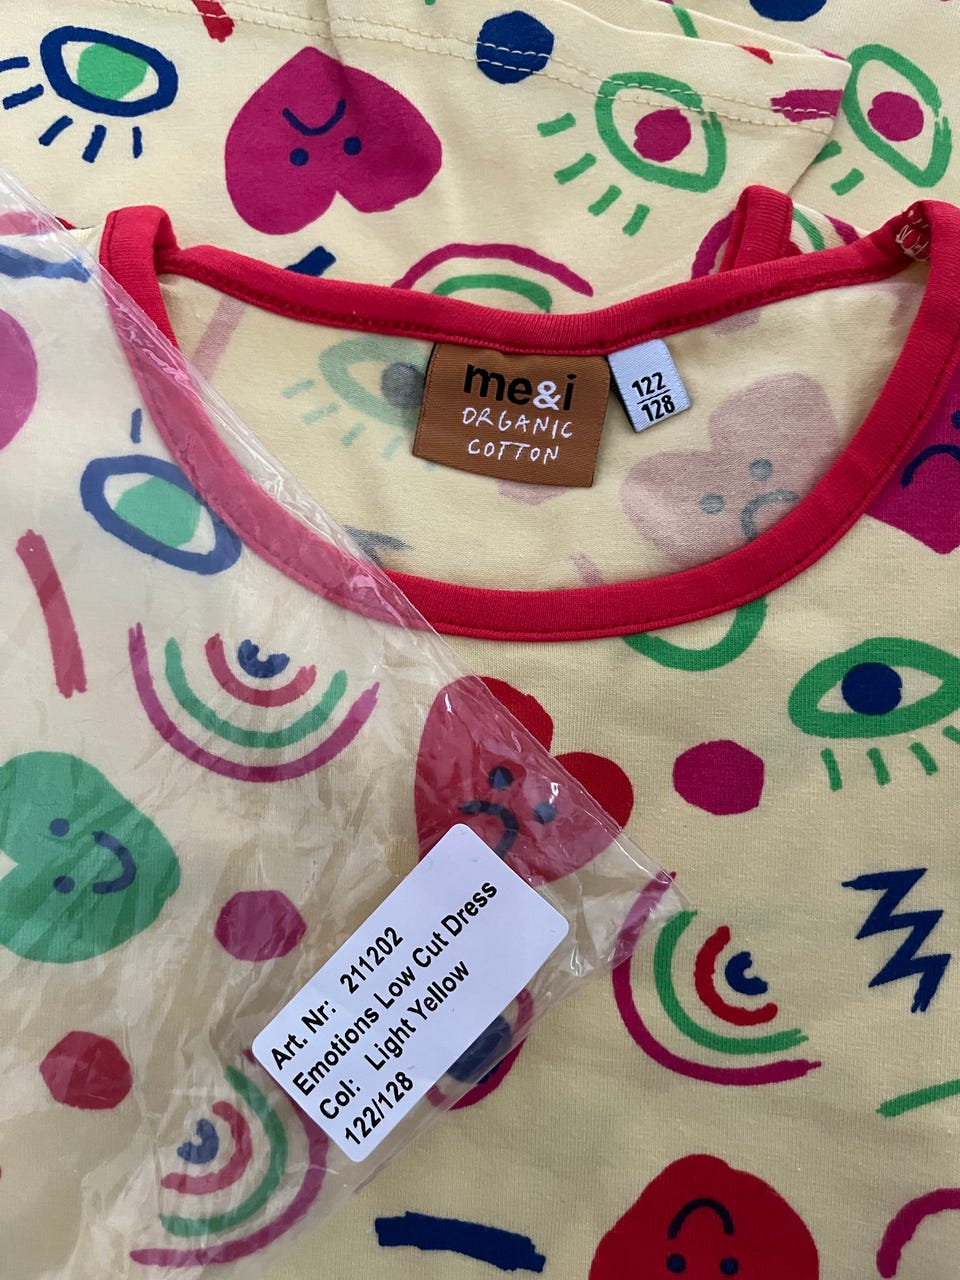 me&i
ORGANIC
COTTON
122
128
Art. Nr: 211202
Emotions Low Cut Dress
Col: Light Yellow
122/128